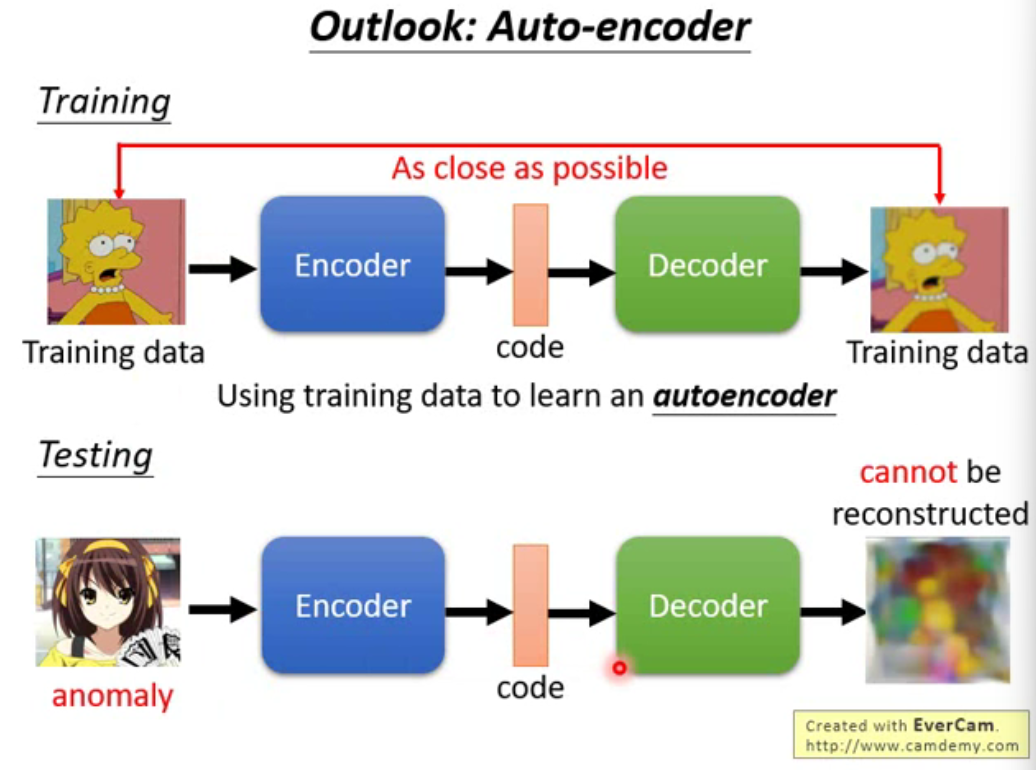 Outlook: Auto-encoder
Training
As close as possible
Encoder
Decoder
Training data
code
Training data
Using training data to learn an autoencoder
Testing
cannot be
reconstructed
Encoder
Decoder
anomaly
code
Created with EverCam.
http://www.camdemy.com